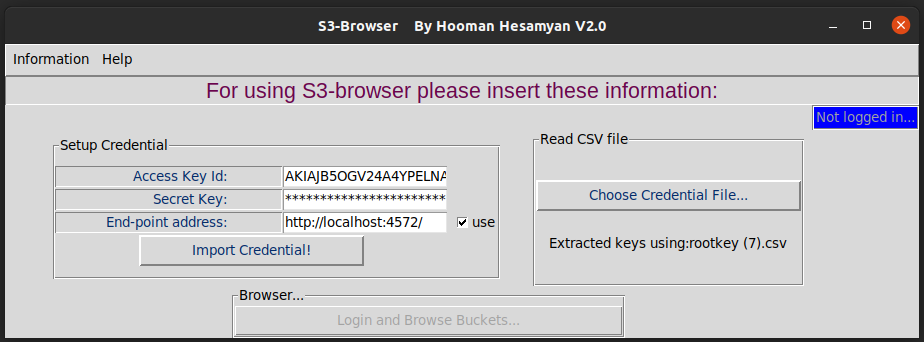 S3-Browser By Hooman Hesamyan V2.0
Information Help
For using S3-browser please insert these information:
Not logged in...
Setup Credential
Access Key Id: AKIAJB5OGV24A4YPELNA
Secret Key: ***********************
End-point address: http://localhost:4572/ use
Import Credential!
Read CSV file
Choose Credential File...
Extracted keys using:rootkey (7).csv
Browser...
Login and Browse Buckets...